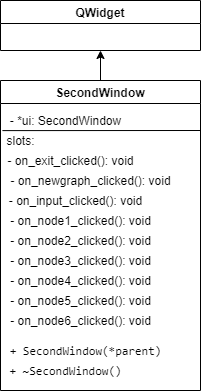 QWidget
SecondWindow
- *ui: SecondWindow
slots:
- on_exit_clicked(): void
- on_newgraph_clicked(): void
- on_input_clicked(): void
- on_node1_clicked(): void
- on_node2_clicked(): void
- on_node3_clicked(): void
- on_node4_clicked(): void
- on_node5_clicked(): void
- on_node6_clicked(): void
+ SecondWindow(*parent)
+ ~SecondWindow()